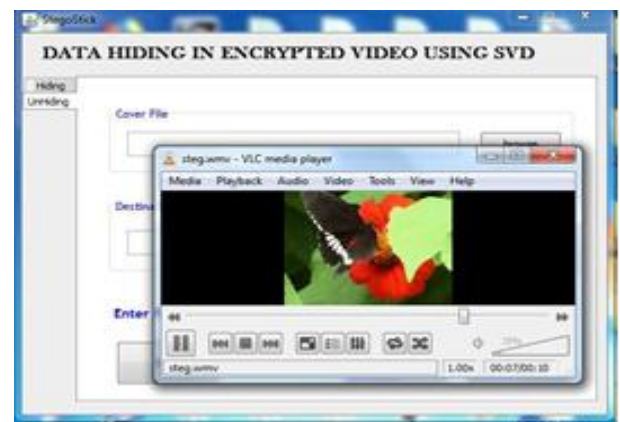 StegoStick
DATA HIDING IN ENCRYPTED VIDEO USING SVD
Hiding
UnHiding
Cover File
steg.wmv - VLC media player
Media Playback Audio Video Tools View Help
Destina
Enter
steg.wmv
1.00x 00:07/00:10